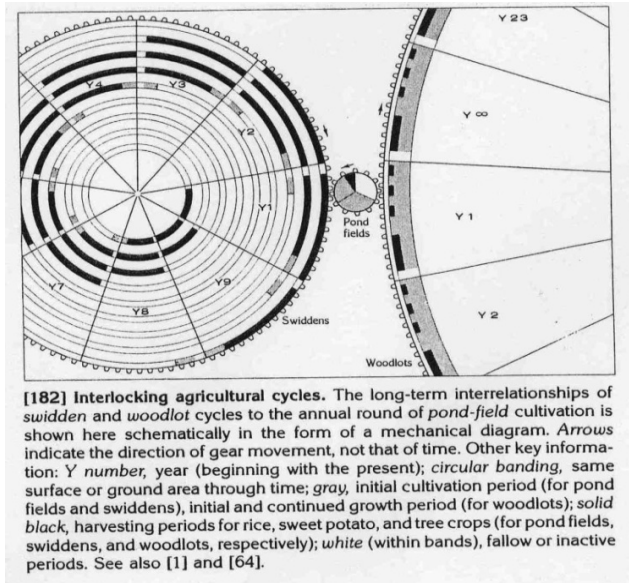 Y 23
Y 4
Y 3
Y 2
Y ∞
Y1
Y 1
Pond
fields
Y9
Y7
Y8
Y 2
Swiddens
Woodlots
[182] Interlocking agricultural cycles. The long-term interrelationships of
swidden and woodlot cycles to the annual round of pond-field cultivation is
shown here schematically in the form of a mechanical diagram. Arrows
indicate the direction of gear movement, not that of time. Other key informa-
tion: Y number, year (beginning with the present); circular banding, same
surface or ground area through time; gray, initial cultivation period (for pond
fields and swiddens), initial and continued growth period (for woodlots); solid
black, harvesting periods for rice, sweet potato, and tree crops (for pond fields,
swiddens, and woodlots, respectively); white (within bands), fallow or inactive
periods. See also [1] and [64].